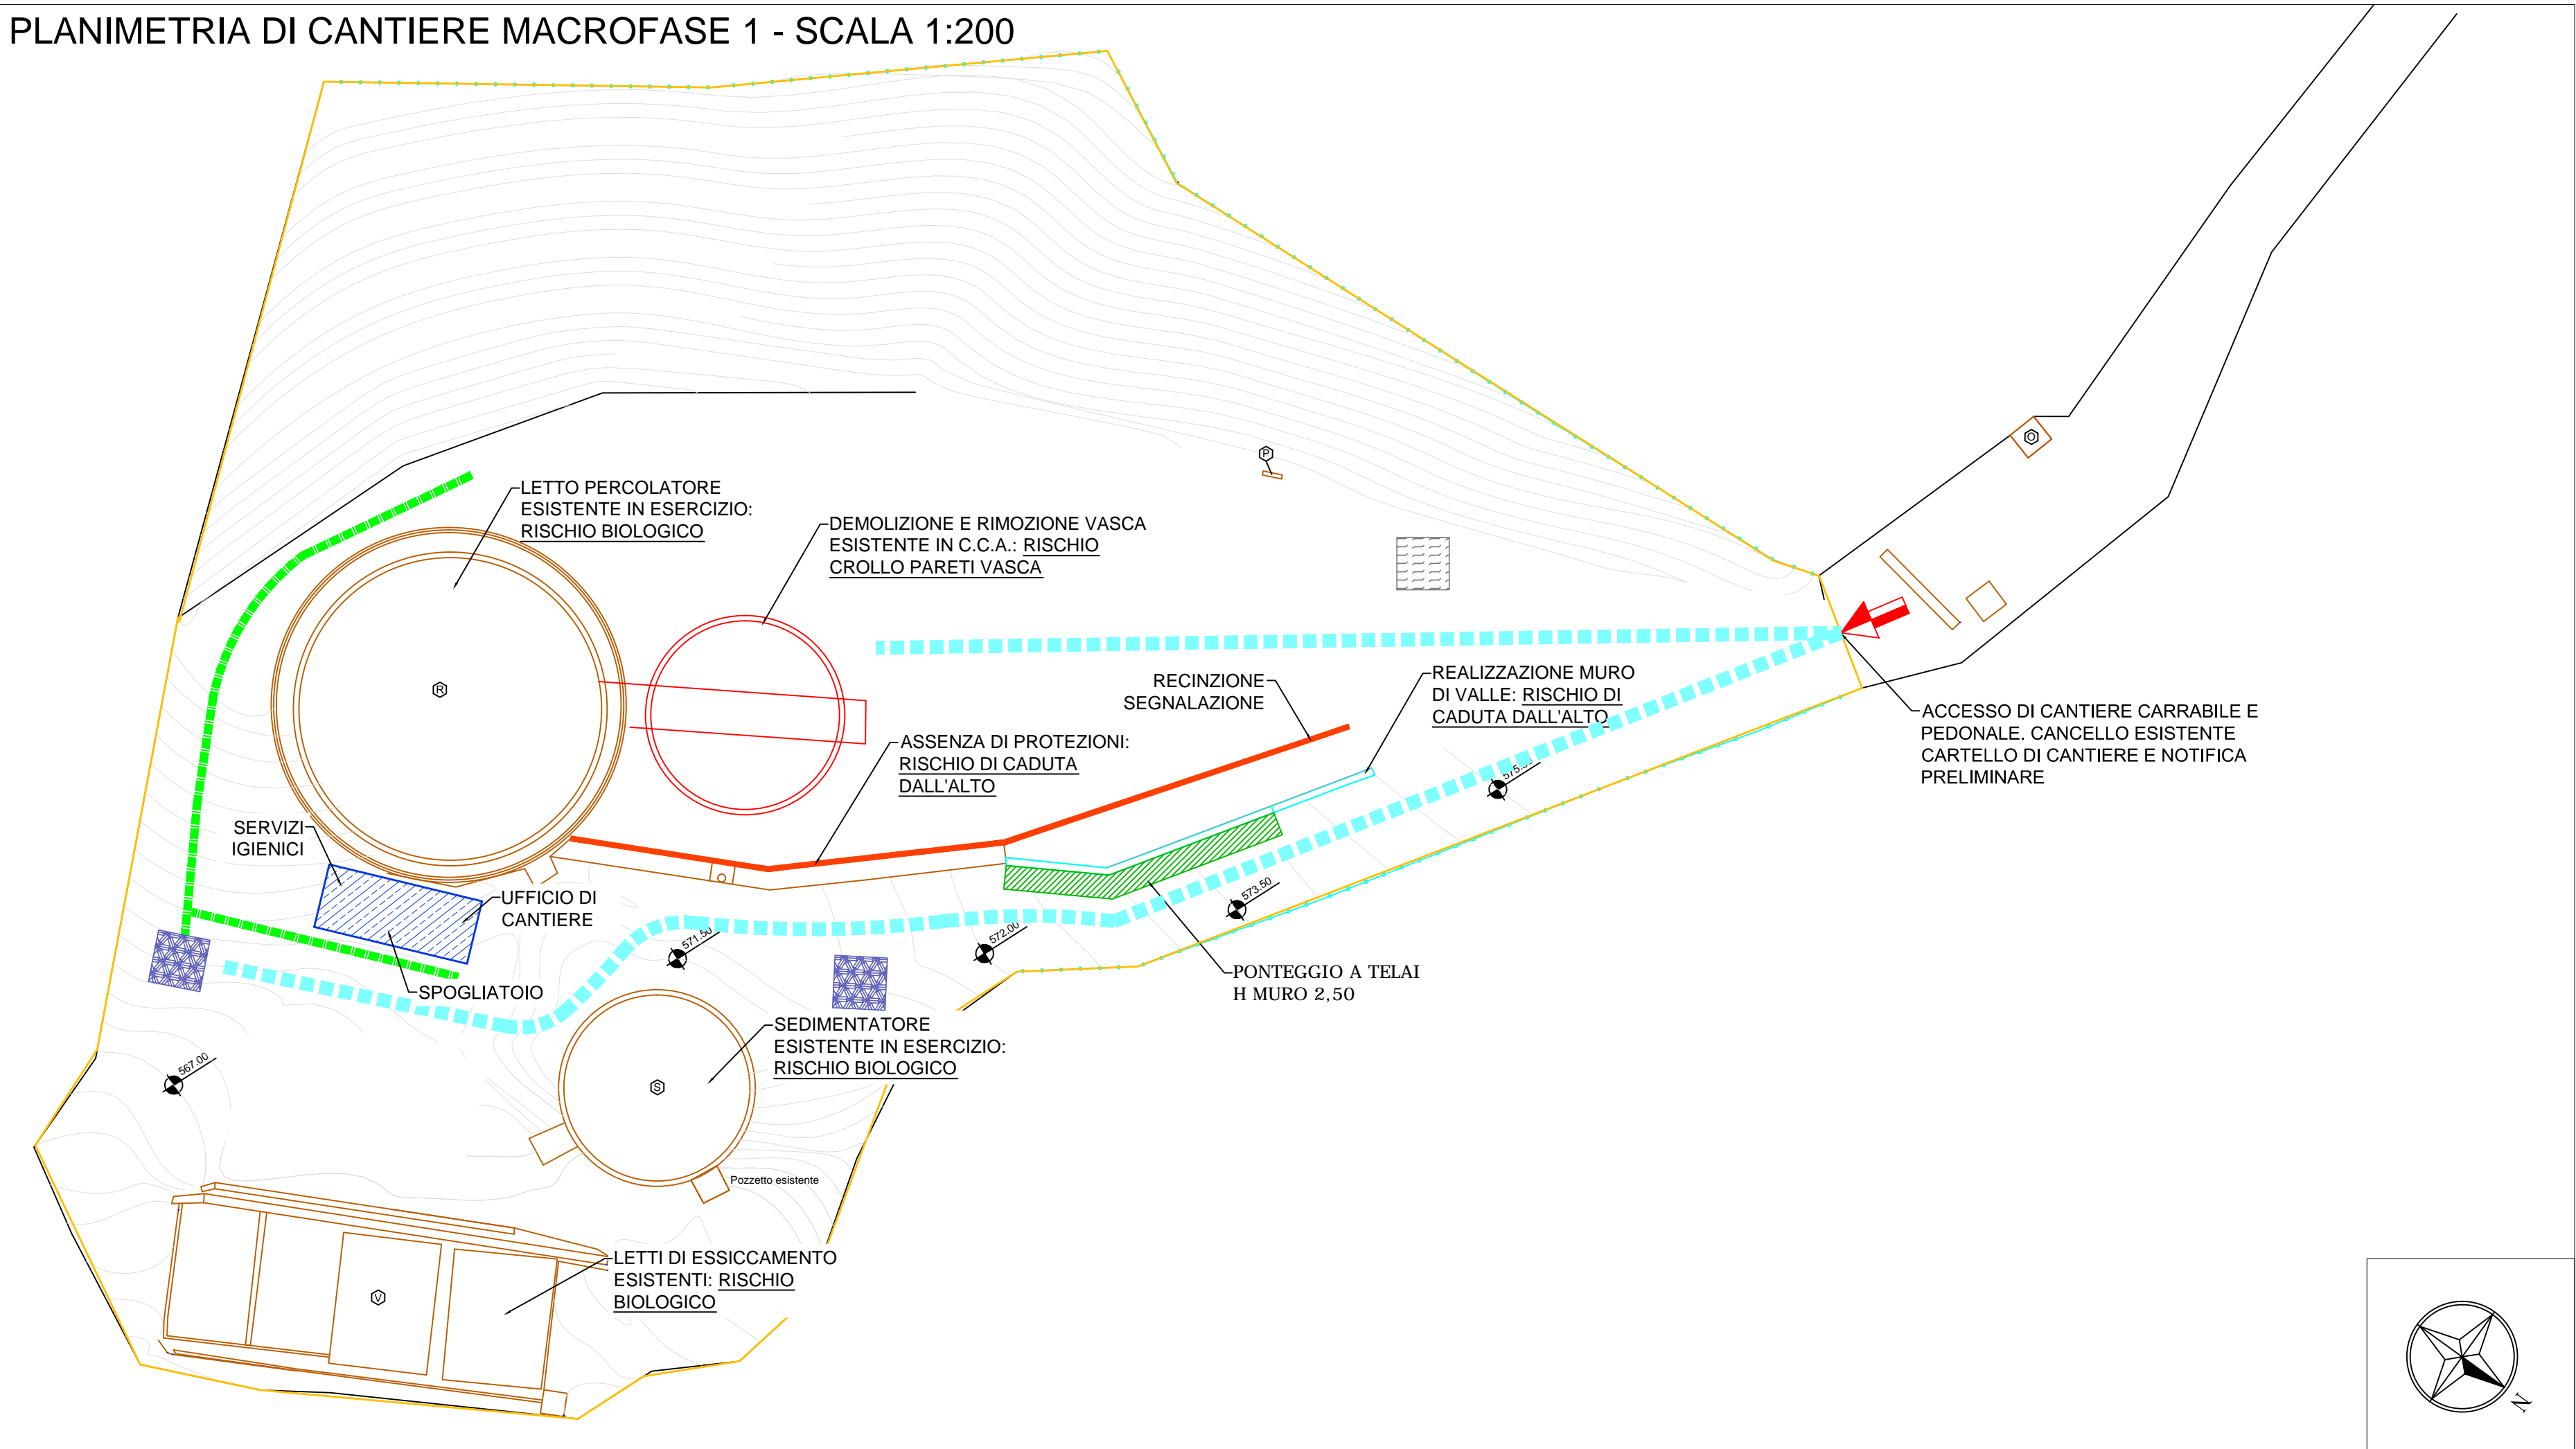 PLANIMETRIA DI CANTIERE MACROFASE 1 - SCALA 1:200
P
O
LETTO PERCOLATORE
ESISTENTE IN ESERCIZIO:
RISCHIO BIOLOGICO
DEMOLIZIONE E RIMOZIONE VASCA
ESISTENTE IN C.C.A.: RISCHIO
CROLLO PARETI VASCA
R
RECINZIONE
SEGNALAZIONE
REALIZZAZIONE MURO
DI VALLE: RISCHIO DI
CADUTA DALL'ALTO
ACCESSO DI CANTIERE CARRABILE E
PEDONALE. CANCELLO ESISTENTE
CARTELLO DI CANTIERE E NOTIFICA
PRELIMINARE
ASSENZA DI PROTEZIONI:
RISCHIO DI CADUTA
DALL'ALTO
SERVIZI
IGIENICI
UFFICIO DI
CANTIERE
573.50
571.50
572.00
SPOGLIATOIO
PONTEGGIO A TELAI
H MURO 2,50
SEDIMENTATORE
ESISTENTE IN ESERCIZIO:
RISCHIO BIOLOGICO
567.00
S
Pozzetto esistente
LETTI DI ESSICCAMENTO
ESISTENTI: RISCHIO
BIOLOGICO
V
N